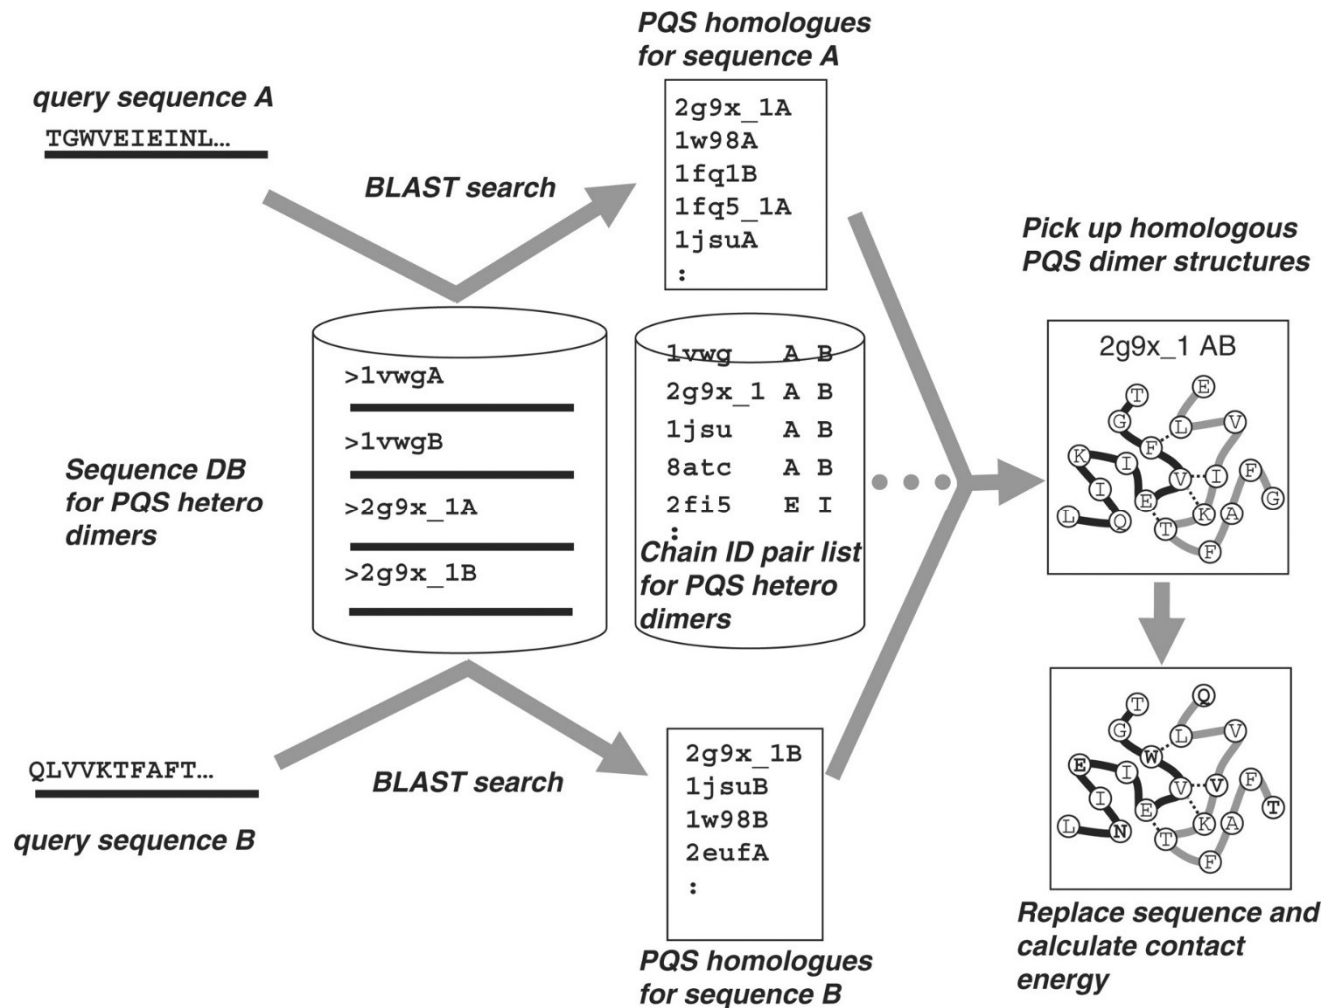 query sequence A
TGWVEIEINL...
BLAST search
PQS homologues
for sequence A
2g9x_1A
1w98A
1fq1B
1fq5_1A
1jsuA
:
Sequence DB
for PQS hetero
dimers
>1vwgA
>1vwgB
>2g9x_1A
>2g9x_1B
1vwg A B
2g9x_1 A B
1jsu A B
8atc A B
2fi5 E I
:
Chain ID pair list
for PQS hetero
dimers
QLVVKTFAFT...
query sequence B
BLAST search
2g9x_1B
1jsuB
1w98B
2eufA
:
PQS homologues
for sequence B
Pick up homologous
PQS dimer structures
2g9x_1 AB
T E
G L V
F
K I V I F
I E K A G
L Q T
F
T Q
G L V
W
E I V V F
I E K A T
L N T
F
Replace sequence and
calculate contact
energy